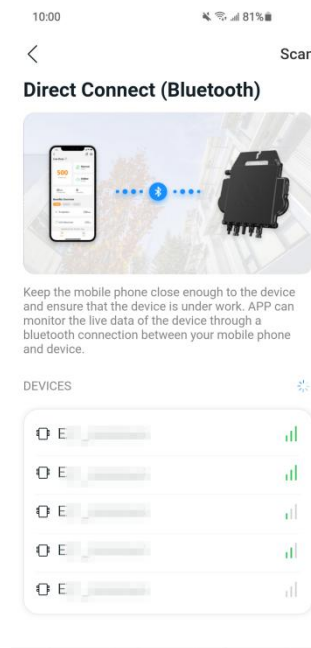 10:00 81%
Scan
Direct Connect (Bluetooth)
580
Keep the mobile phone close enough to the device
and ensure that the device is under work. APP can
monitor the live data of the device through a
bluetooth connection between your mobile phone
and device.
DEVICES
E
E
E
E
E